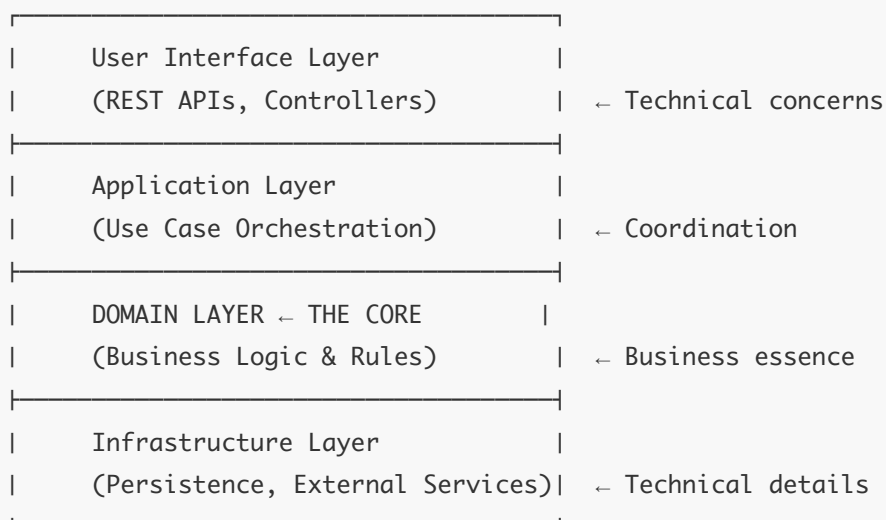 ┌─────────────────────────────────────┐
|     User Interface Layer            |
|     (REST APIs, Controllers)        |  ← Technical concerns
├─────────────────────────────────────┤
|     Application Layer               |
|     (Use Case Orchestration)        |  ← Coordination
├─────────────────────────────────────┤
|     DOMAIN LAYER ← THE CORE        |
|     (Business Logic & Rules)        |  ← Business essence
├─────────────────────────────────────┤
|     Infrastructure Layer            |
|     (Persistence, External Services)|  ← Technical details